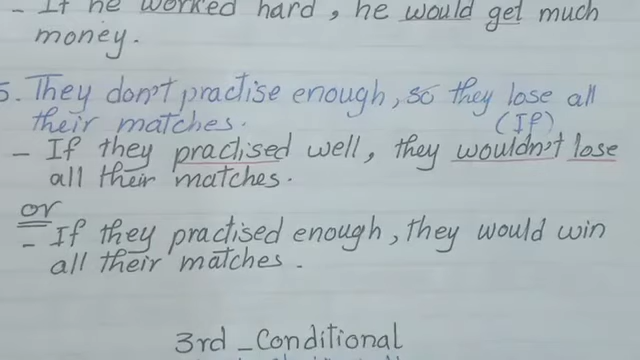 - If he worked hard, he would get much
money.
5. They don't practise enough, so they lose all
their matches. (If)
- If they practised well, they wouldn't lose
all their matches.
or
- If they practised enough, they would win
all their matches.
3rd - Conditional